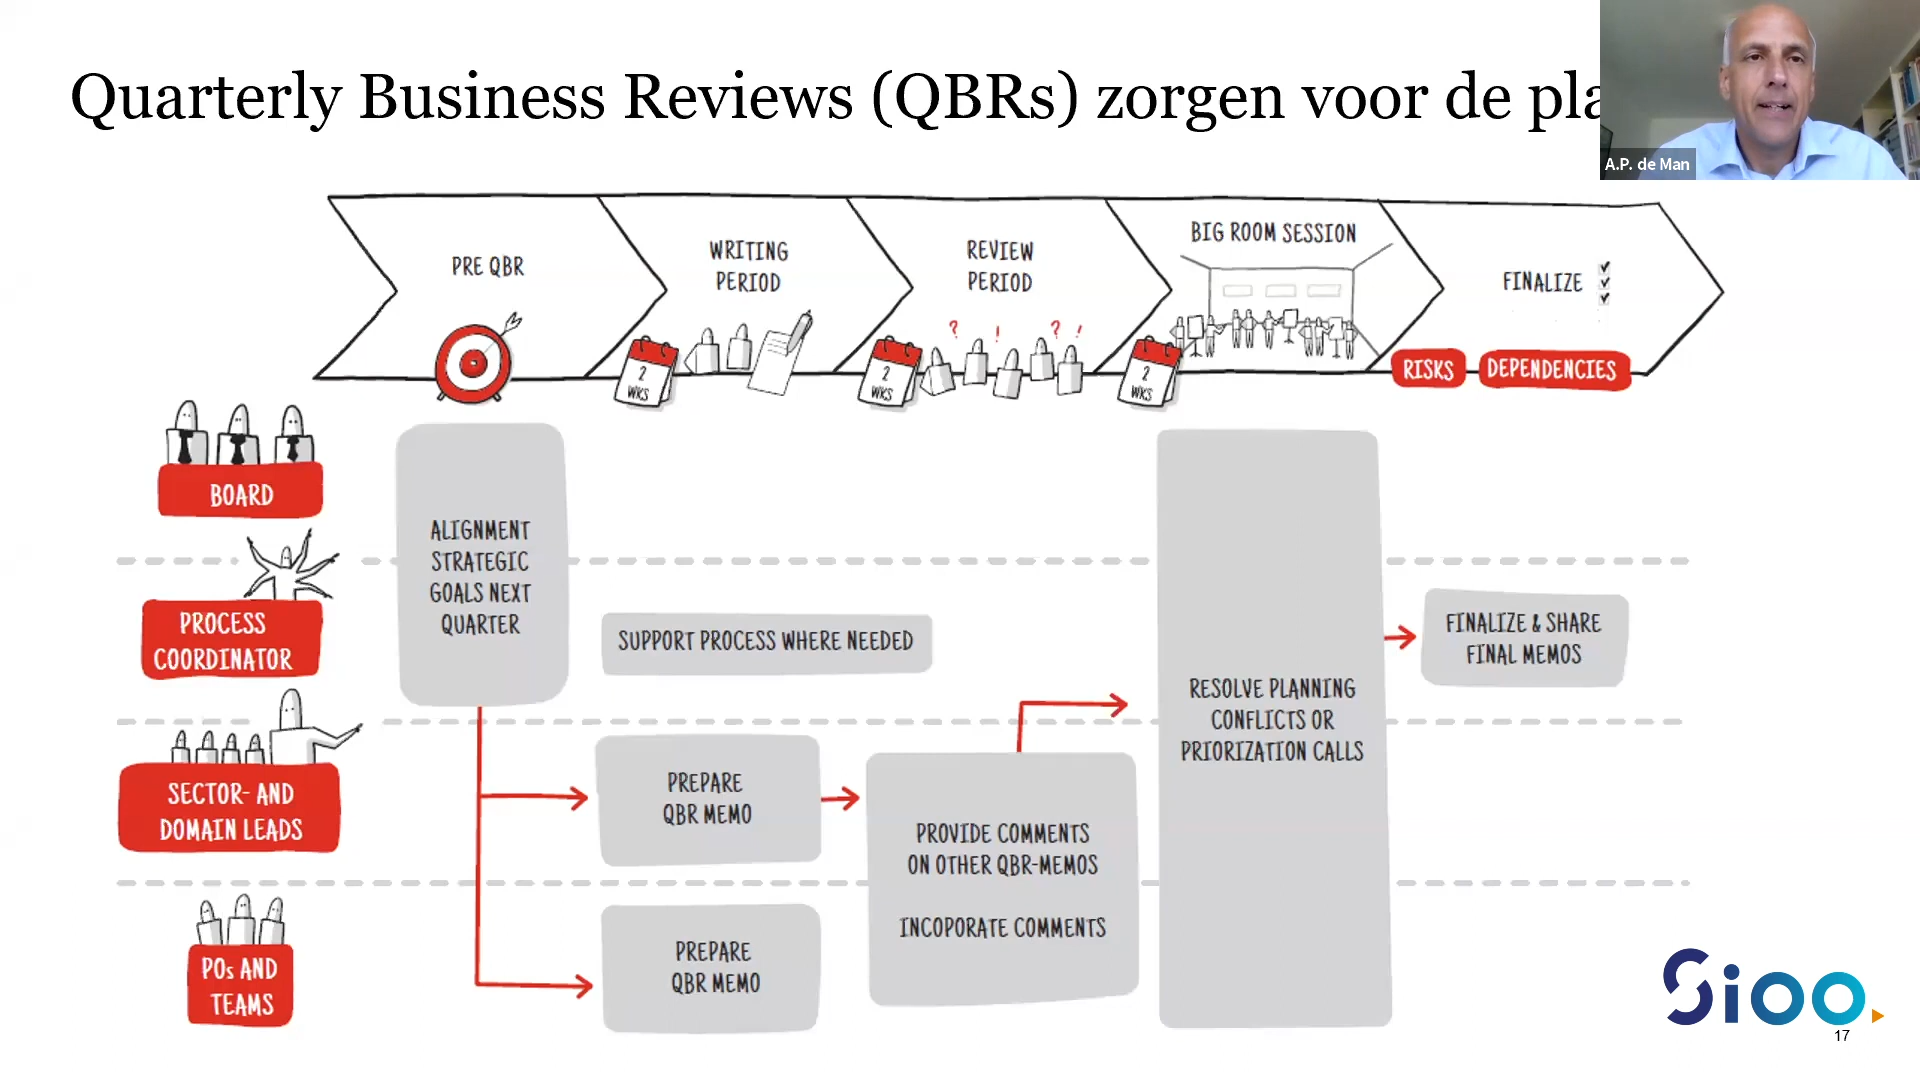 Quarterly Business Reviews (QBRs) zorgen voor de pla
A.P. de Man
PRE QBR
WRITING
PERIOD
REVIEW
PERIOD
BIG ROOM SESSION
FINALIZE
2
WKS
? ! ? !
2
WKS
2
WKS
RISKS
DEPENDENCIES
BOARD
ALIGNMENT
STRATEGIC
GOALS NEXT
QUARTER
PROCESS
COORDINATOR
SUPPORT PROCESS WHERE NEEDED
FINALIZE & SHARE
FINAL MEMOS
RESOLVE PLANNING
CONFLICTS OR
PRIORIZATION CALLS
SECTOR- AND
DOMAIN LEADS
PREPARE
QBR MEMO
PROVIDE COMMENTS
ON OTHER QBR-MEMOS
INCOPORATE COMMENTS
POs AND
TEAMS
PREPARE
QBR MEMO
Sioo
17